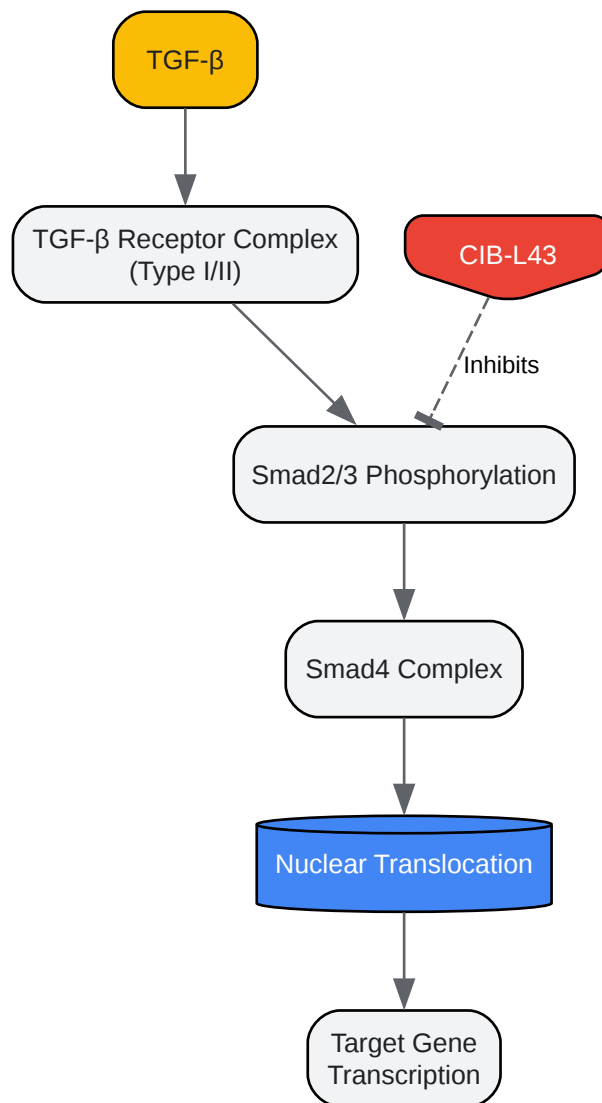 TGF-β
TGF-β Receptor Complex
(Type I/II)
CIB-L43
Inhibits
Smad2/3 Phosphorylation
Smad4 Complex
Nuclear Translocation
Target Gene
Transcription